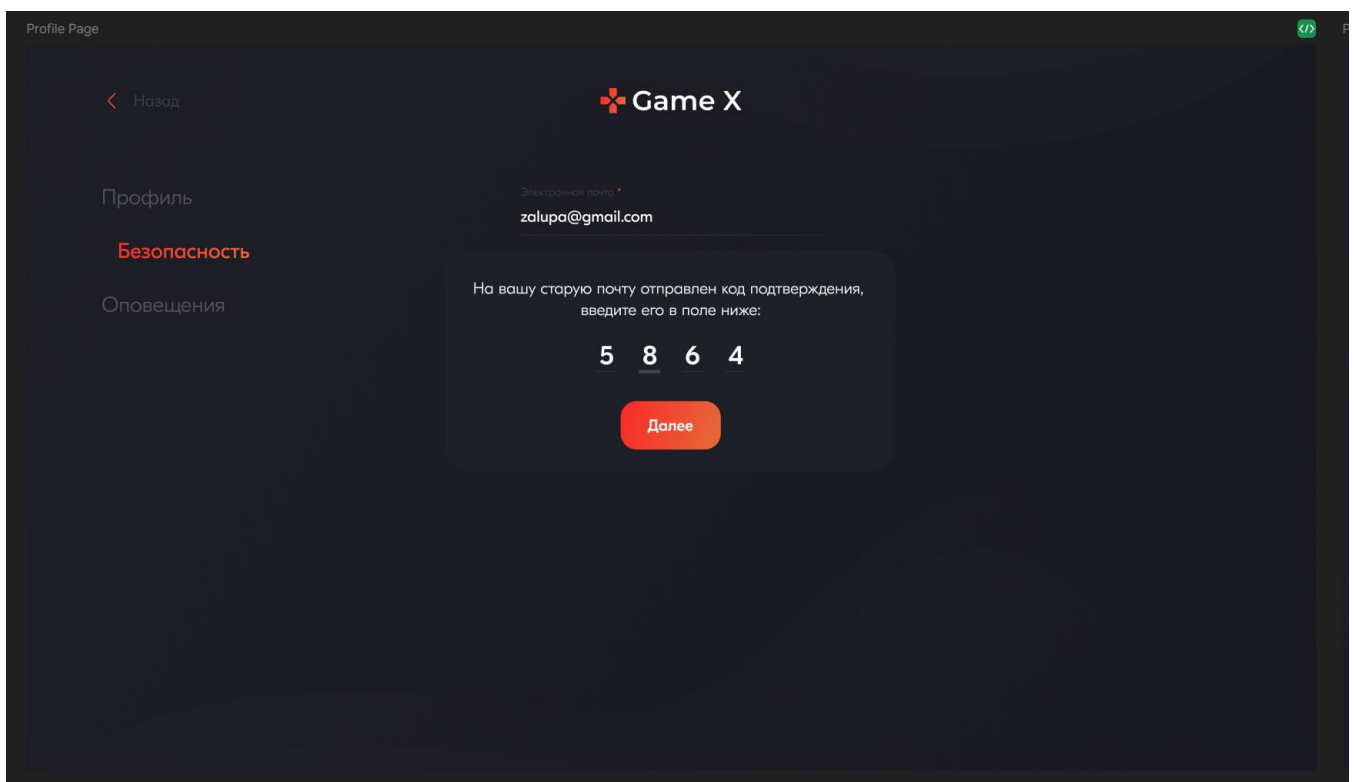 Profile Page
</>
P
Назад
Game X
Профиль
Безопасность
Оповещения
Электронная почта *
zalupa@gmail.com
На вашу старую почту отправлен код подтверждения,
введите его в поле ниже:
5 8 6 4
Далее